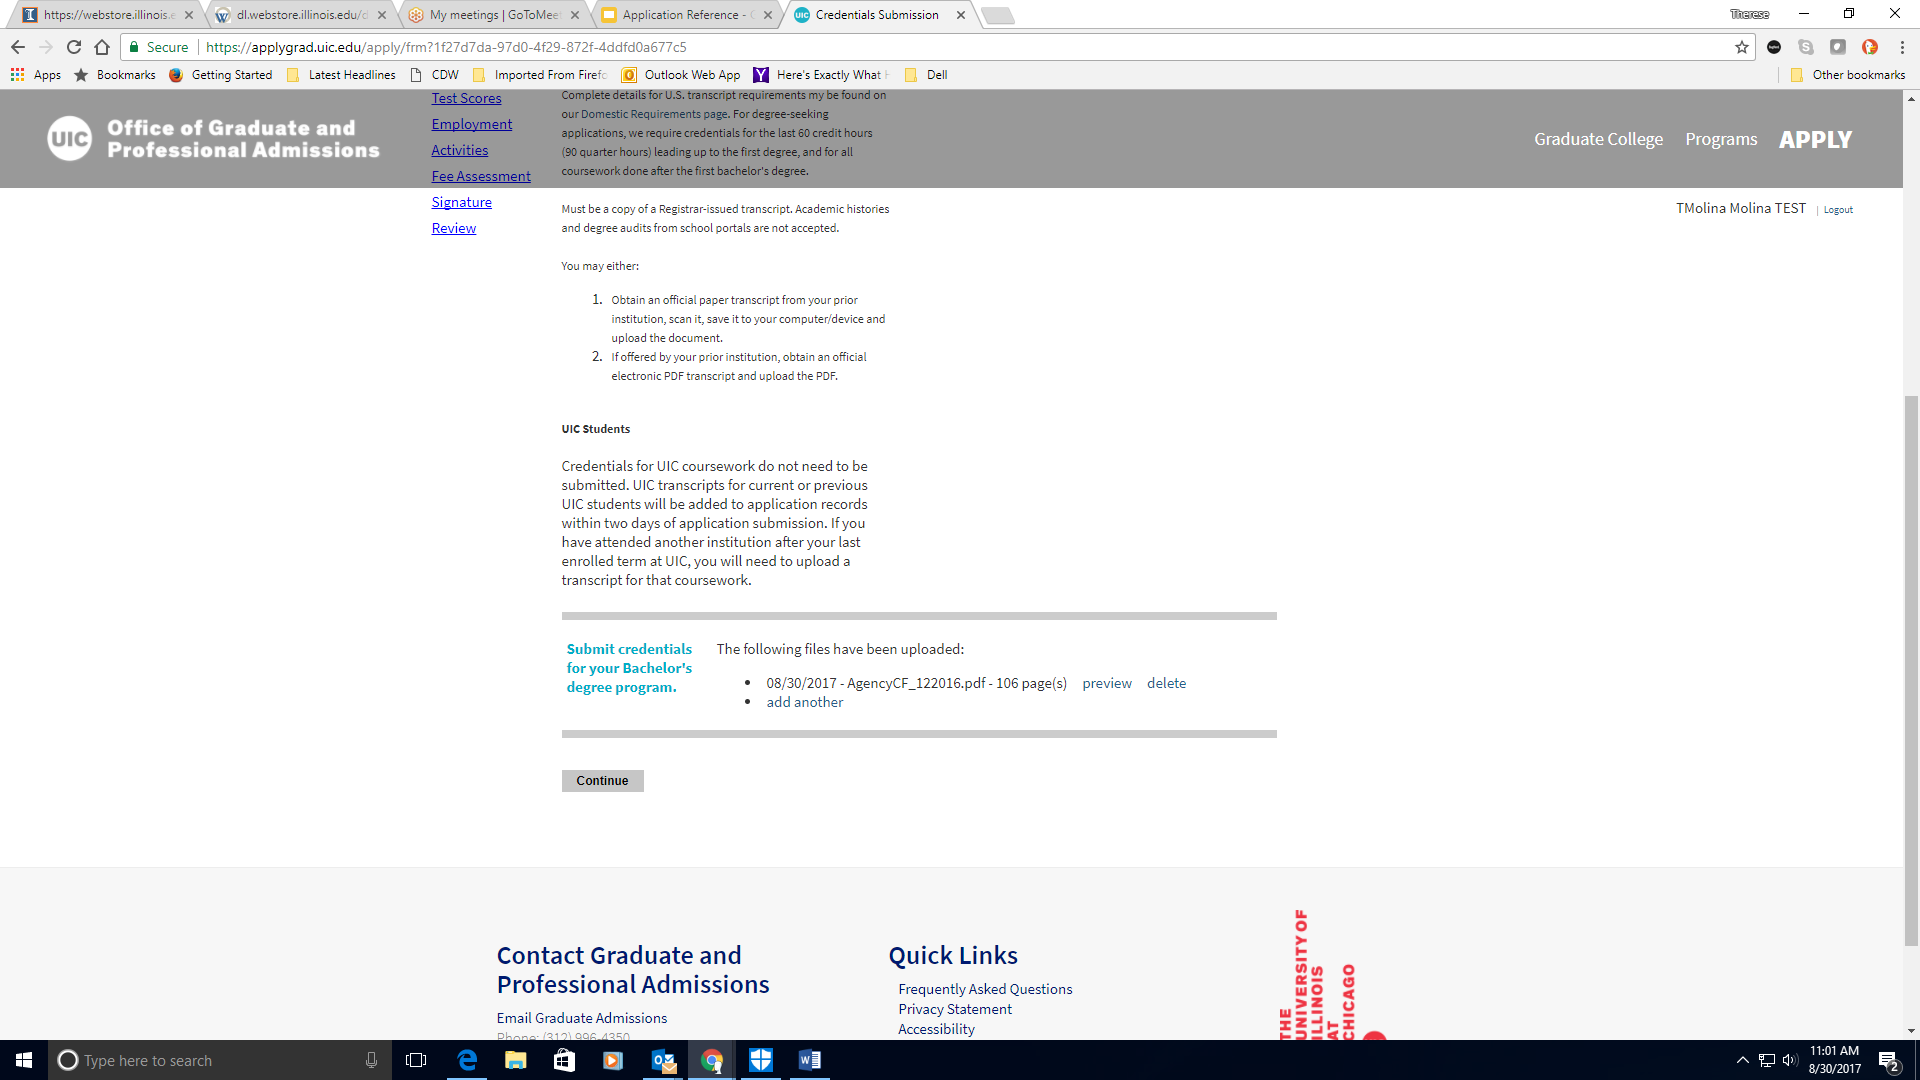 https://webstore.illinois.e
dl.webstore.illinois.edu/d
My meetings | GoToMeet
Application Reference -
Credentials Submission
Therese
Secure
https://applygrad.uic.edu/apply/frm?1f27d7da-97d0-4f29-872f-4ddfd0a677c5
Apps
Bookmarks
Getting Started
Latest Headlines
CDW
Imported From Firefo
Outlook Web App
Here's Exactly What H
Dell
Other bookmarks
UIC
Office of Graduate and
Professional Admissions
Graduate College
Programs
APPLY
TMolina Molina TEST
| Logout
Test Scores
Employment
Activities
Fee Assessment
Signature
Review
Complete details for U.S. transcript requirements my be found on
our Domestic Requirements page. For degree-seeking
applications, we require credentials for the last 60 credit hours
(90 quarter hours) leading up to the first degree, and for all
coursework done after the first bachelor's degree.
Must be a copy of a Registrar-issued transcript. Academic histories
and degree audits from school portals are not accepted.
You may either:
1. Obtain an official paper transcript from your prior
institution, scan it, save it to your computer/device and
upload the document.
2. If offered by your prior institution, obtain an official
electronic PDF transcript and upload the PDF.
UIC Students
Credentials for UIC coursework do not need to be
submitted. UIC transcripts for current or previous
UIC students will be added to application records
within two days of application submission. If you
have attended another institution after your last
enrolled term at UIC, you will need to upload a
transcript for that coursework.
Submit credentials
for your Bachelor's
degree program.
The following files have been uploaded:
• 08/30/2017 - AgencyCF_122016.pdf - 106 page(s) preview delete
• add another
Continue
Contact Graduate and
Professional Admissions
Email Graduate Admissions
Phone: (312) 996-4350
Quick Links
Frequently Asked Questions
Privacy Statement
Accessibility
THE
UNIVERSITY OF
ILLINOIS
AT
CHICAGO
Type here to search
11:01 AM
8/30/2017
2